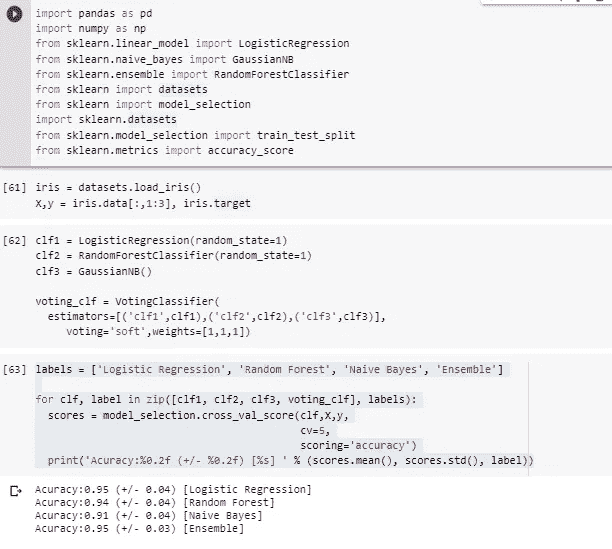 import pandas as pd
import numpy as np
from sklearn.linear_model import LogisticRegression
from sklearn.naive_bayes import GaussianNB
from sklearn.ensemble import RandomForestClassifier
from sklearn import datasets
from sklearn import model_selection
import sklearn.datasets
from sklearn.model_selection import train_test_split
from sklearn.metrics import accuracy_score
[61] iris = datasets.load_iris()
X,y = iris.data[:,1:3], iris.target
[62] clf1 = LogisticRegression(random_state=1)
clf2 = RandomForestClassifier(random_state=1)
clf3 = GaussianNB()
voting_clf = VotingClassifier(
estimators=[('clf1',clf1),('clf2',clf2),('clf3',clf3)],
voting='soft',weights=[1,1,1])
[63] labels = ['Logistic Regression', 'Random Forest', 'Naive Bayes', 'Ensemble']
for clf, label in zip([clf1, clf2, clf3, voting_clf], labels):
scores = model_selection.cross_val_score(clf,X,y,
cv=5,
scoring='accuracy')
print('Acuracy:%0.2f (+/- %0.2f) [%s] ' % (scores.mean(), scores.std(), label))
Acuracy:0.95 (+/- 0.04) [Logistic Regression]
Acuracy:0.94 (+/- 0.04) [Random Forest]
Acuracy:0.91 (+/- 0.04) [Naive Bayes]
Acuracy:0.95 (+/- 0.03) [Ensemble]